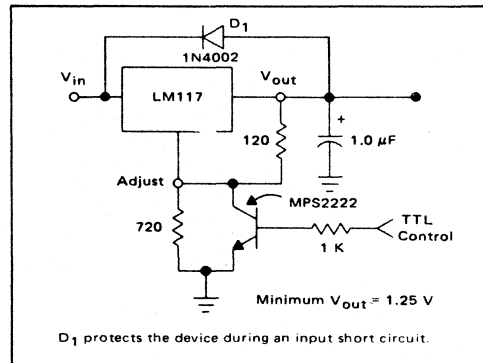 D1
1N4002
Vin
Vout
LM117
+
120
1.0 µF
Adjust
MPS2222
720
TTL
Control
1 K
Minimum Vout = 1.25 V
D1 protects the device during an input short circuit.